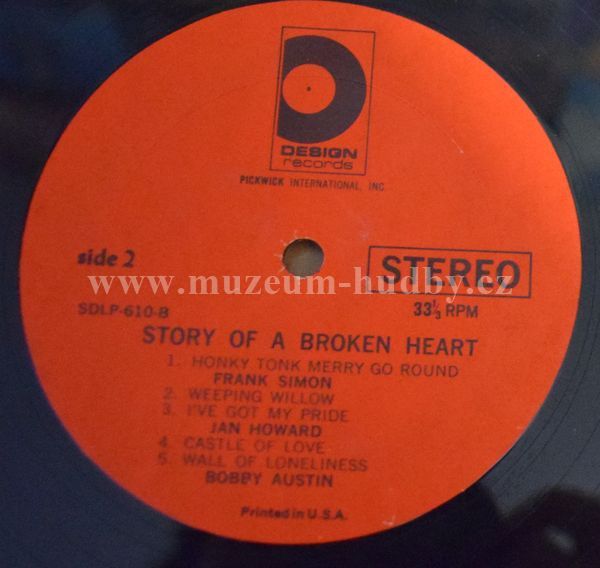 DESIGN
records
PICKWICK INTERNATIONAL, INC.
side 2
STEREO
www.muzeum-hudby.cz
SDLP-610-B
33⅓ RPM
STORY OF A BROKEN HEART
1. HONKY TONK MERRY GO ROUND
FRANK SIMON
2. WEEPING WILLOW
3. I'VE GOT MY PRIDE
JAN HOWARD
4. CASTLE OF LOVE
5. WALL OF LONELINESS
BOBBY AUSTIN
Printed in U.S.A.